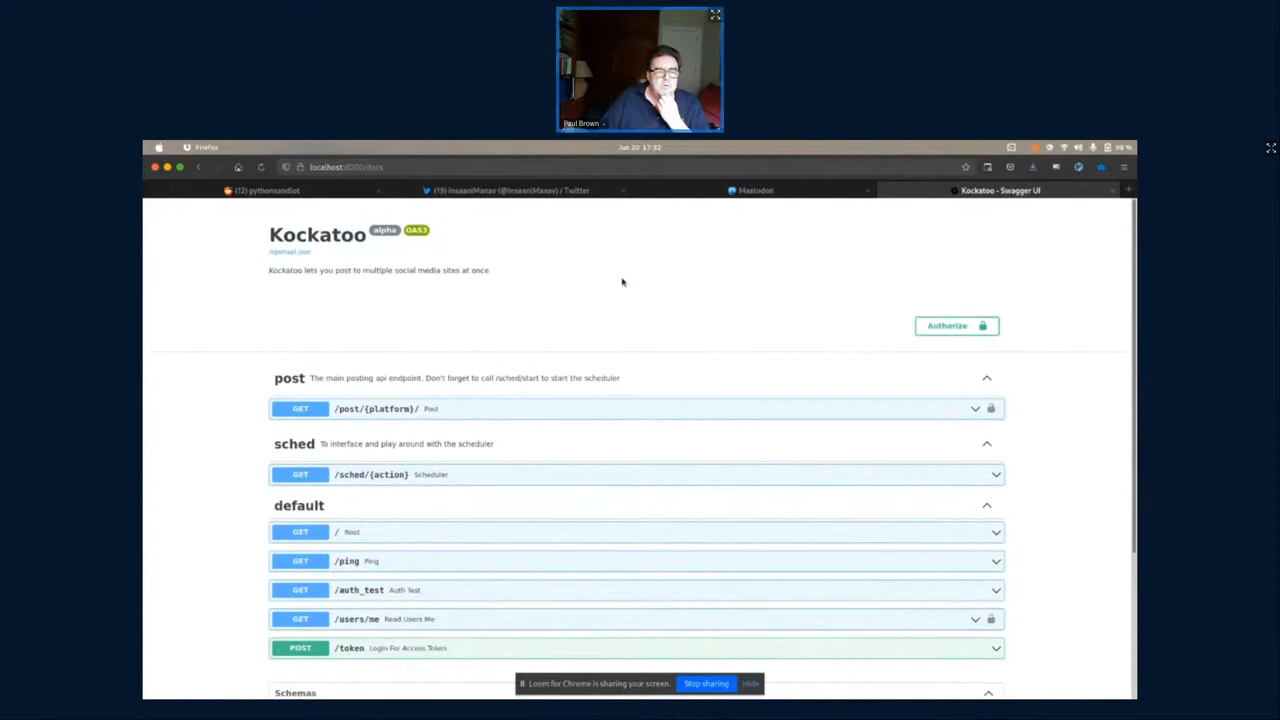 Paul Brown -
Firefox
Jun 20 17:32
98 %
localhost:8000/docs
(12) pythonsandlot
(19) InsaaniManav (@InsaaniManav) / Twitter
Mastodon
Kockatoo - Swagger UI
Kockatoo alpha OAS3
/openapi.json
Kockatoo lets you post to multiple social media sites at once
Authorize
post The main posting api endpoint. Don't forget to call /sched/start to start the scheduler
GET /post/{platform}/ Post
sched To interface and play around with the scheduler
GET /sched/{action} Scheduler
default
GET / Root
GET /ping Ping
GET /auth_test Auth Test
GET /users/me Read Users Me
POST /token Login For Access Token
Schemas
Loom for Chrome is sharing your screen. Stop sharing Hide